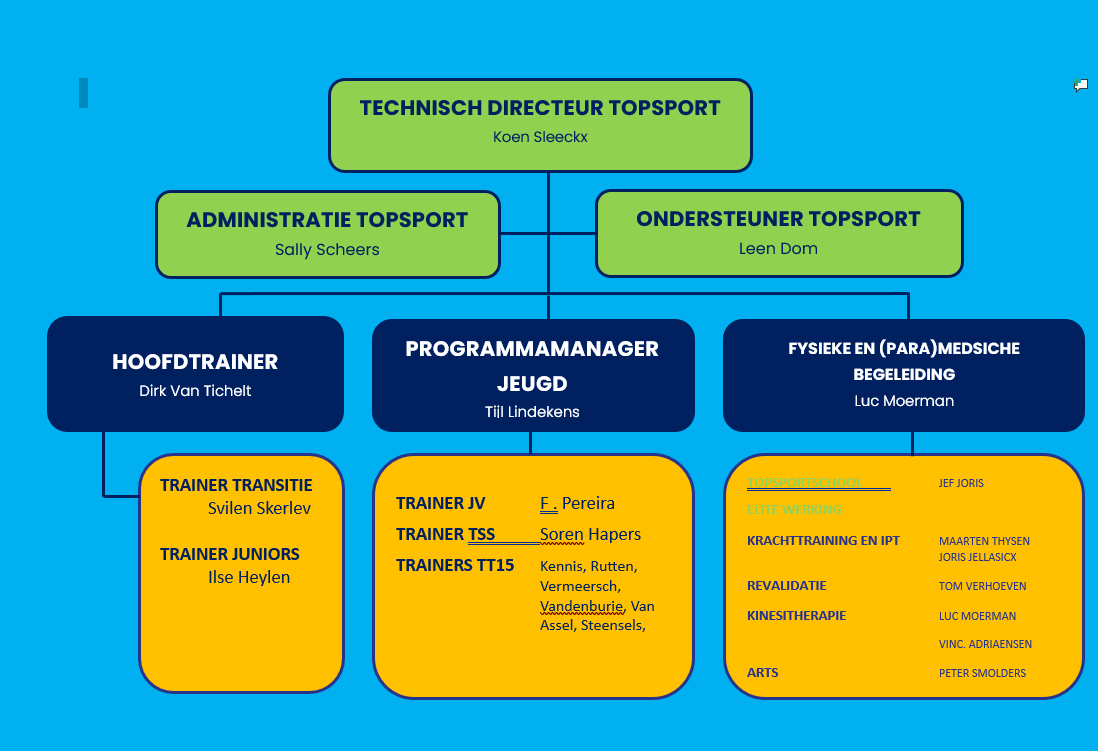 TECHNISCH DIRECTEUR TOPSPORT
Koen Sleeckx
ADMINISTRATIE TOPSPORT
Sally Scheers
ONDERSTEUNER TOPSPORT
Leen Dom
HOOFDTRAINER
Dirk Van Tichelt
PROGRAMMAMANAGER
JEUGD
Tijl Lindekens
FYSIEKE EN (PARA)MEDSICHE
BEGELEIDING
Luc Moerman
TRAINER TRANSITIE
Svilen Skerlev
TRAINER JUNIORS
Ilse Heylen
TRAINER JV F . Pereira
TRAINER TSS Soren Hapers
TRAINERS TT15 Kennis, Rutten,
Vermeersch,
Vandenburie, Van
Assel, Steensels,
TOPSPORTSCHOOL JEF JORIS
ELITE WERKING
KRACHTTRAINING EN IPT MAARTEN THYSEN
JORIS JELLASICX
REVALIDATIE TOM VERHOEVEN
KINESITHERAPIE LUC MOERMAN
VINC. ADRIAENSEN
ARTS PETER SMOLDERS